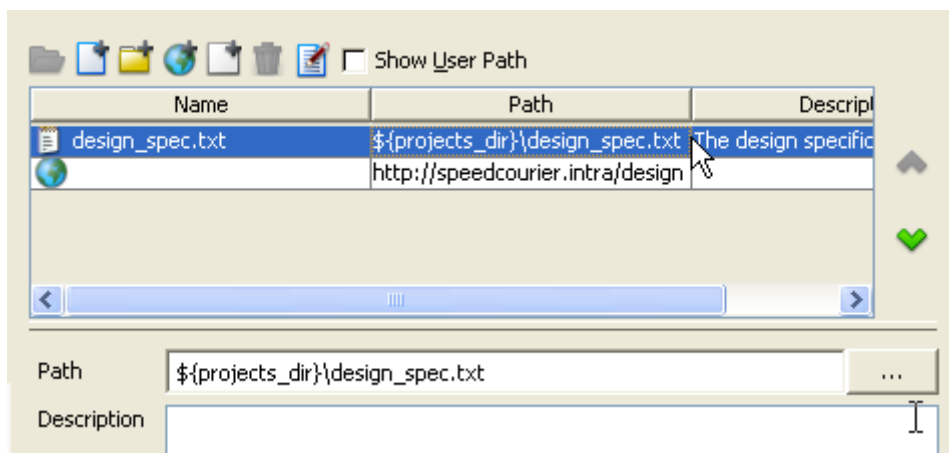 Show User Path
Name Path Descript
design_spec.txt ${projects_dir}\design_spec.txt The design specific
http://speedcourier.intra/design
Path ${projects_dir}\design_spec.txt ...
Description